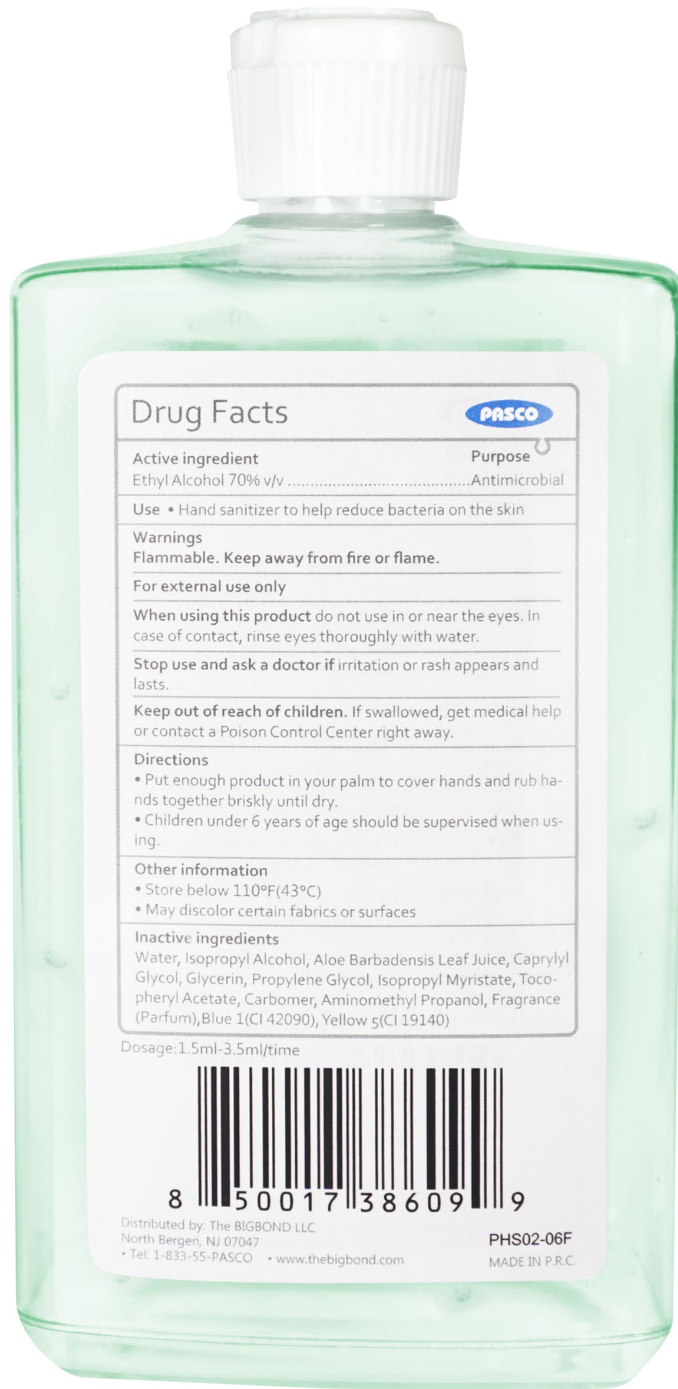 Drug Facts
PASCO
Active ingredient Purpose
Ethyl Alcohol 70% v/v ..........................................Antimicrobial
Use • Hand sanitizer to help reduce bacteria on the skin
Warnings
Flammable. Keep away from fire or flame.
For external use only
When using this product do not use in or near the eyes. In
case of contact, rinse eyes thoroughly with water.
Stop use and ask a doctor if irritation or rash appears and
lasts.
Keep out of reach of children. If swallowed, get medical help
or contact a Poison Control Center right away.
Directions
• Put enough product in your palm to cover hands and rub ha-
nds together briskly until dry.
• Children under 6 years of age should be supervised when us-
ing.
Other information
• Store below 110°F(43°C)
• May discolor certain fabrics or surfaces
Inactive ingredients
Water, Isopropyl Alcohol, Aloe Barbadensis Leaf Juice, Caprylyl
Glycol, Glycerin, Propylene Glycol, Isopropyl Myristate, Toco-
pheryl Acetate, Carbomer, Aminomethyl Propanol, Fragrance
(Parfum),Blue 1(CI 42090), Yellow 5(CI 19140)
Dosage:1.5ml-3.5ml/time
8 50017 38609 9
Distributed by: The BIGBOND LLC
North Bergen, NJ 07047
• Tel: 1-833-55-PASCO • www.thebigbond.com
PHS02-06F
MADE IN P.R.C.